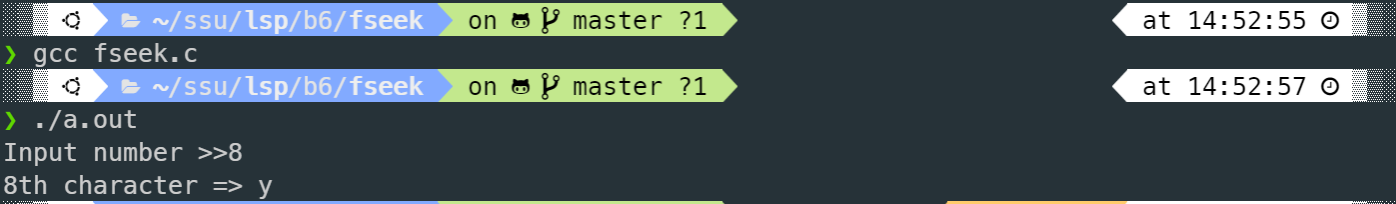 ~/ssu/lsp/b6/fseek on master ?1 at 14:52:55
❯ gcc fseek.c
~/ssu/lsp/b6/fseek on master ?1 at 14:52:57
❯ ./a.out
Input number >>8
8th character => y